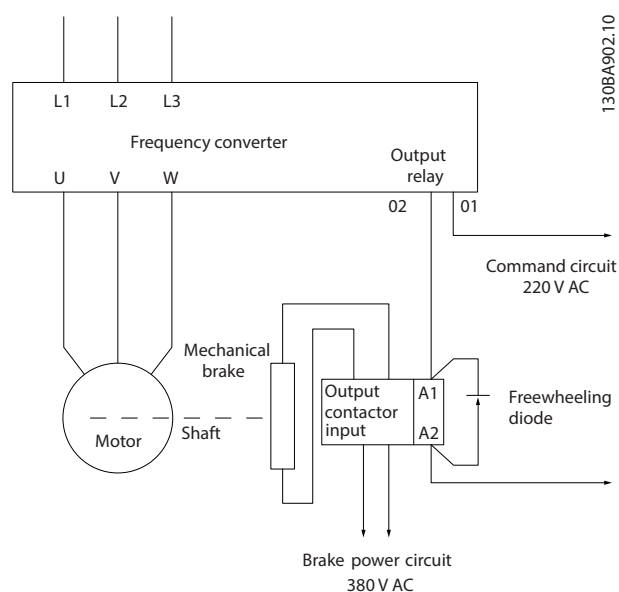 130BA902.10
L1 L2 L3
Frequency converter
Output
relay
U V W
02 01
Command circuit
220 V AC
Mechanical
brake
Output
contactor
input
A1
A2
Freewheeling
diode
Shaft
Motor
Brake power circuit
380 V AC